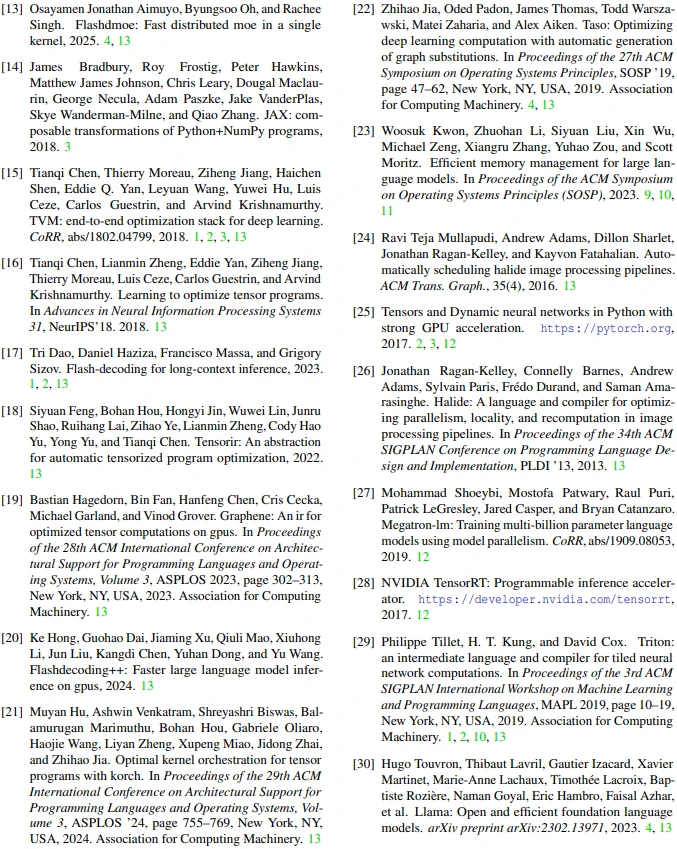 [13] Osayamen Jonathan Aimuyo, Byungsoo Oh, and Rachee
Singh. Flashdmoe: Fast distributed moe in a single
kernel, 2025. 4, 13
[14] James Bradbury, Roy Frostig, Peter Hawkins,
Matthew James Johnson, Chris Leary, Dougal Maclau-
rin, George Necula, Adam Paszke, Jake VanderPlas,
Skye Wanderman-Milne, and Qiao Zhang. JAX: com-
posable transformations of Python+NumPy programs,
2018. 3
[15] Tianqi Chen, Thierry Moreau, Ziheng Jiang, Haichen
Shen, Eddie Q. Yan, Leyuan Wang, Yuwei Hu, Luis
Ceze, Carlos Guestrin, and Arvind Krishnamurthy.
TVM: end-to-end optimization stack for deep learning.
CoRR, abs/1802.04799, 2018. 1, 2, 3, 13
[16] Tianqi Chen, Lianmin Zheng, Eddie Yan, Ziheng Jiang,
Thierry Moreau, Luis Ceze, Carlos Guestrin, and Arvind
Krishnamurthy. Learning to optimize tensor programs.
In Advances in Neural Information Processing Systems
31, NeurIPS'18. 2018. 13
[17] Tri Dao, Daniel Haziza, Francisco Massa, and Grigory
Sizov. Flash-decoding for long-context inference, 2023.
1, 2, 13
[18] Siyuan Feng, Bohan Hou, Hongyi Jin, Wuwei Lin, Junru
Shao, Ruihang Lai, Zihao Ye, Lianmin Zheng, Cody Hao
Yu, Yong Yu, and Tianqi Chen. Tensorir: An abstraction
for automatic tensorized program optimization, 2022.
13
[19] Bastian Hagedorn, Bin Fan, Hanfeng Chen, Cris Cecka,
Michael Garland, and Vinod Grover. Graphene: An ir for
optimized tensor computations on gpus. In Proceedings
of the 28th ACM International Conference on Architec-
tural Support for Programming Languages and Operat-
ing Systems, Volume 3, ASPLOS 2023, page 302–313,
New York, NY, USA, 2023. Association for Computing
Machinery. 13
[20] Ke Hong, Guohao Dai, Jiaming Xu, Qiuli Mao, Xiuhong
Li, Jun Liu, Kangdi Chen, Yuhan Dong, and Yu Wang.
Flashdecoding++: Faster large language model infer-
ence on gpus, 2024. 13
[21] Muyan Hu, Ashwin Venkatram, Shreyashri Biswas, Bal-
amurugan Marimuthu, Bohan Hou, Gabriele Oliaro,
Haojie Wang, Liyan Zheng, Xupeng Miao, Jidong Zhai,
and Zhihao Jia. Optimal kernel orchestration for tensor
programs with korch. In Proceedings of the 29th ACM
International Conference on Architectural Support for
Programming Languages and Operating Systems, Vol-
ume 3, ASPLOS '24, page 755–769, New York, NY,
USA, 2024. Association for Computing Machinery. 13
[22] Zhihao Jia, Oded Padon, James Thomas, Todd Warsza-
wski, Matei Zaharia, and Alex Aiken. Taso: Optimizing
deep learning computation with automatic generation
of graph substitutions. In Proceedings of the 27th ACM
Symposium on Operating Systems Principles, SOSP '19,
page 47–62, New York, NY, USA, 2019. Association
for Computing Machinery. 4, 13
[23] Woosuk Kwon, Zhuohan Li, Siyuan Liu, Xin Wu,
Michael Zeng, Xiangru Zhang, Yuhao Zou, and Scott
Moritz. Efficient memory management for large lan-
guage models. In Proceedings of the ACM Symposium
on Operating Systems Principles (SOSP), 2023. 9, 10,
11
[24] Ravi Teja Mullapudi, Andrew Adams, Dillon Sharlet,
Jonathan Ragan-Kelley, and Kayvon Fatahalian. Auto-
matically scheduling halide image processing pipelines.
ACM Trans. Graph., 35(4), 2016. 13
[25] Tensors and Dynamic neural networks in Python with
strong GPU acceleration. https://pytorch.org,
2017. 2, 3, 12
[26] Jonathan Ragan-Kelley, Connelly Barnes, Andrew
Adams, Sylvain Paris, Frédo Durand, and Saman Ama-
rasinghe. Halide: A language and compiler for optimiz-
ing parallelism, locality, and recomputation in image
processing pipelines. In Proceedings of the 34th ACM
SIGPLAN Conference on Programming Language De-
sign and Implementation, PLDI '13, 2013. 13
[27] Mohammad Shoeybi, Mostofa Patwary, Raul Puri,
Patrick LeGresley, Jared Casper, and Bryan Catanzaro.
Megatron-lm: Training multi-billion parameter language
models using model parallelism. CoRR, abs/1909.08053,
2019. 12
[28] NVIDIA TensorRT: Programmable inference acceler-
ator. https://developer.nvidia.com/tensorrt,
2017. 12
[29] Philippe Tillet, H. T. Kung, and David Cox. Triton:
an intermediate language and compiler for tiled neural
network computations. In Proceedings of the 3rd ACM
SIGPLAN International Workshop on Machine Learning
and Programming Languages, MAPL 2019, page 10–19,
New York, NY, USA, 2019. Association for Computing
Machinery. 1, 2, 10, 13
[30] Hugo Touvron, Thibaut Lavril, Gautier Izacard, Xavier
Martinet, Marie-Anne Lachaux, Timothée Lacroix, Bap-
tiste Rozière, Naman Goyal, Eric Hambro, Faisal Azhar,
et al. Llama: Open and efficient foundation language
models. arXiv preprint arXiv:2302.13971, 2023. 4, 13